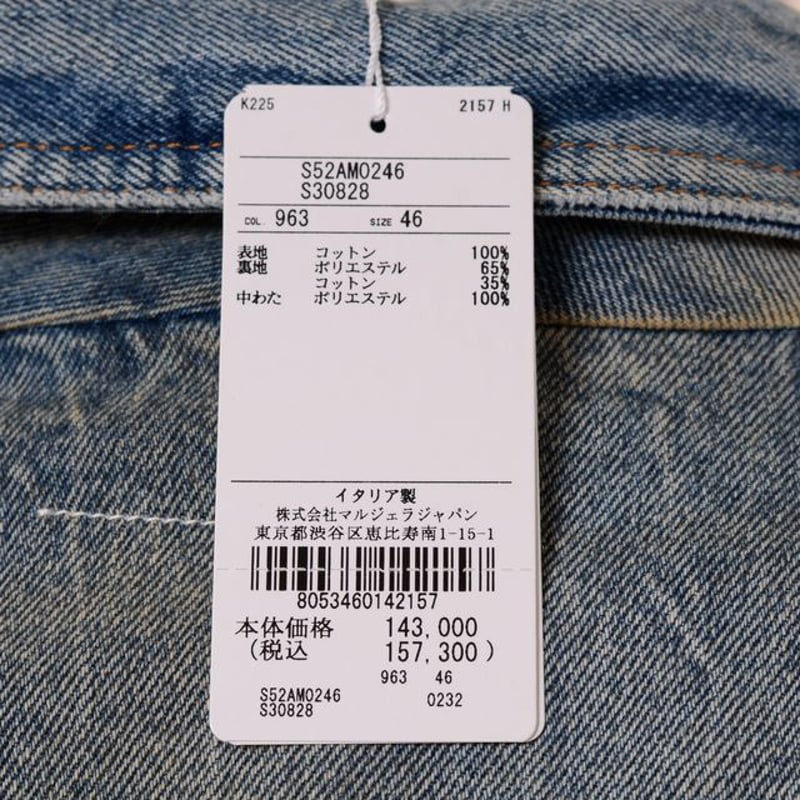 K225 2157 H
S52AM0246
S30828
COL. 963 SIZE 46
表地 コットン 100%
裏地 ポリエステル 65%
コットン 35%
中わた ポリエステル 100%
イタリア製
株式会社マルジェラジャパン
東京都渋谷区恵比寿南1-15-1
8053460142157
本体価格 143,000
(税込 157,300)
963 46
S52AM0246 0232
S30828